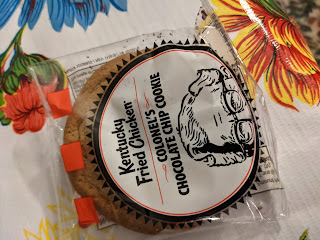 Kentucky
Fried Chicken
COLONEL'S
CHOCOLATE CHIP COOKIE